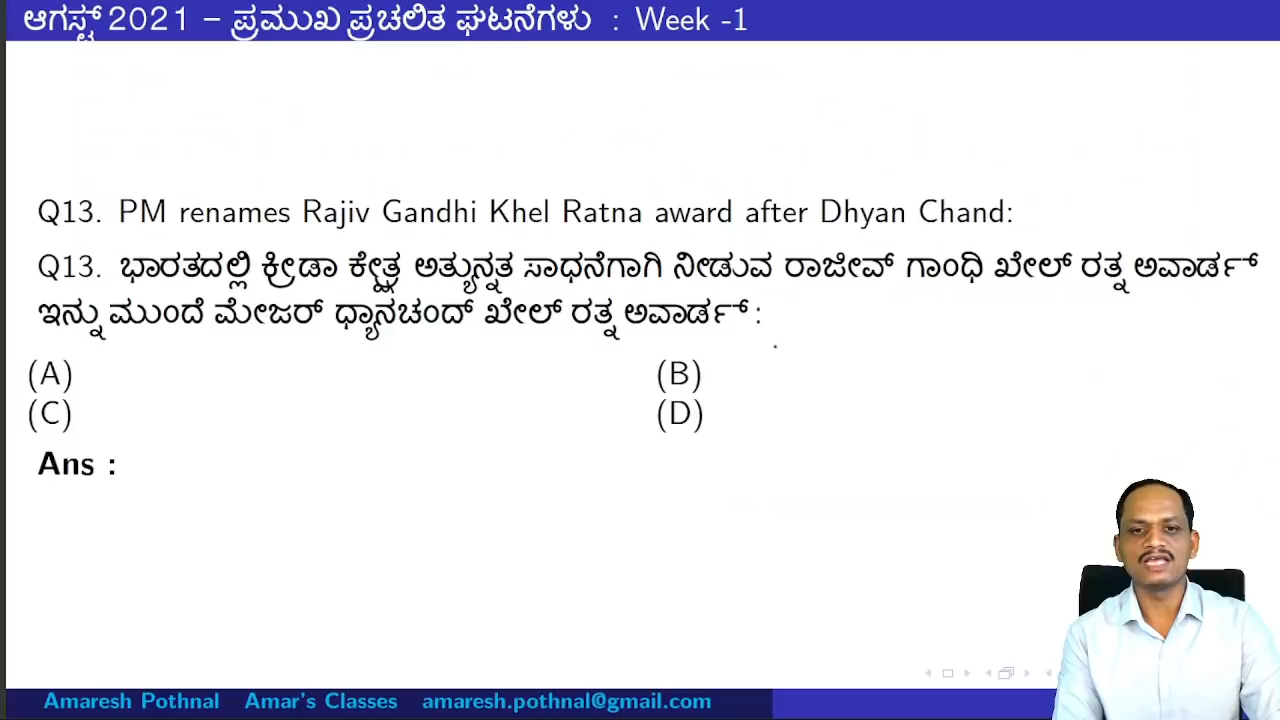 ಆಗಸ್ಟ್ 2021 – ಪ್ರಮುಖ ಪ್ರಚಲಿತ ಘಟನೆಗಳು : Week -1
Q13. PM renames Rajiv Gandhi Khel Ratna award after Dhyan Chand:
Q13. ಭಾರತದಲ್ಲಿ ಕ್ರೀಡಾ ಕ್ಷೇತ್ರ ಅತ್ಯುನ್ನತ ಸಾಧನೆಗಾಗಿ ನೀಡುವ ರಾಜೀವ್ ಗಾಂಧಿ ಖೇಲ್ ರತ್ನ ಅವಾರ್ಡ್
ಇನ್ನು ಮುಂದೆ ಮೇಜರ್ ಧ್ಯಾನಚಂದ್ ಖೇಲ್ ರತ್ನ ಅವಾರ್ಡ್ :
(A) (B)
(C) (D)
Ans :
Amaresh Pothnal Amar's Classes amaresh.pothnal@gmail.com